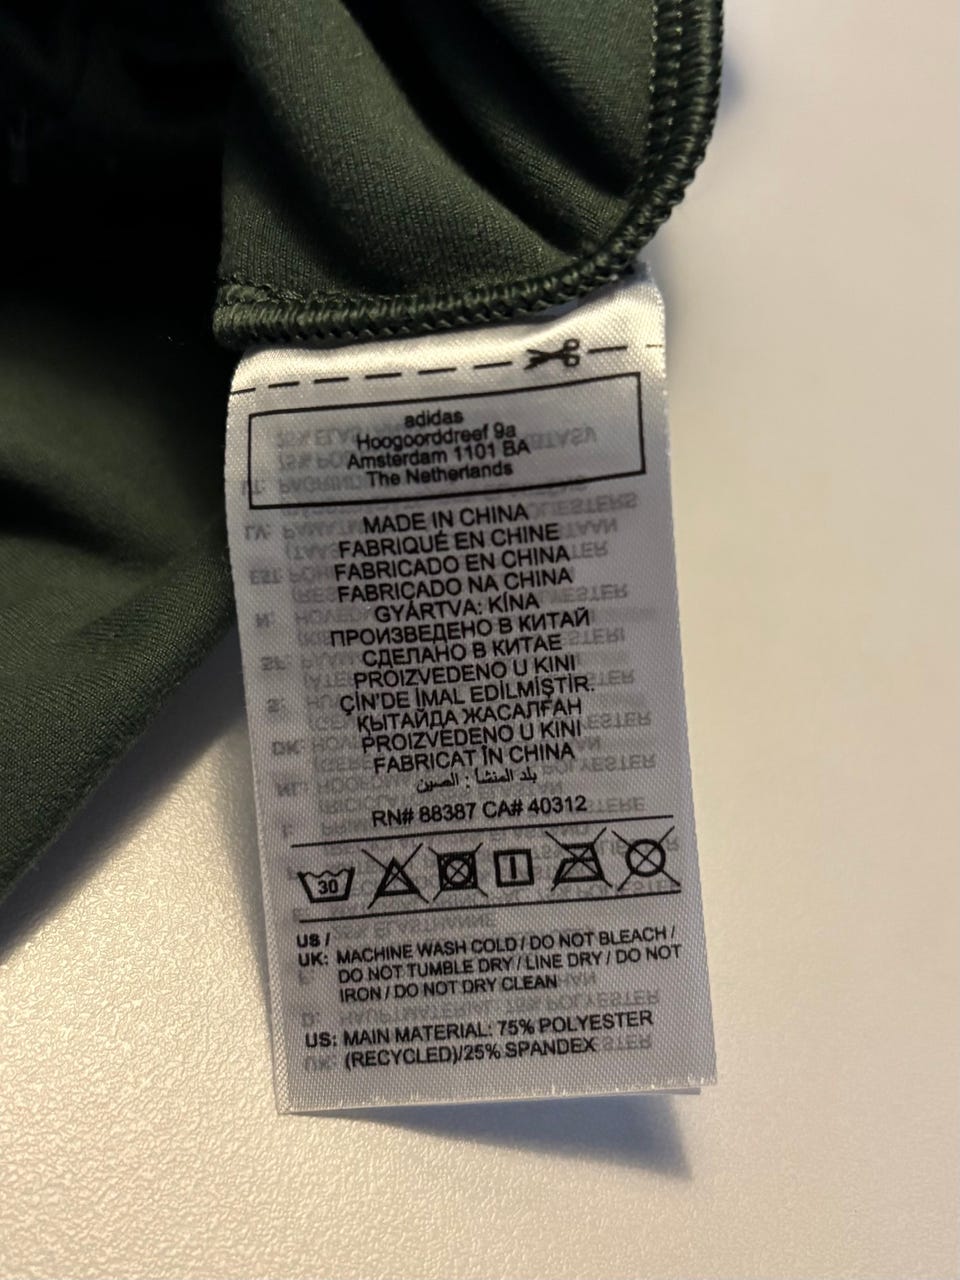 adidas
Hoogoorddreef 9a
Amsterdam 1101 BA
The Netherlands
MADE IN CHINA
FABRIQUÉ EN CHINE
FABRICADO EN CHINA
FABRICADO NA CHINA
GYÁRTVA: KÍNA
ПРОИЗВЕДЕНО В КИТАЙ
СДЕЛАНО В КИТАЕ
PROIZVEDENO U KINI
ÇİN'DE İMAL EDİLMİŞTİR.
ҚЫТАЙДА ЖАСАЛҒАН
PROIZVEDENO U KINI
FABRICAT ÎN CHINA
بلد المنشأ : الصين
RN# 88387 CA# 40312
30
US /
UK: MACHINE WASH COLD / DO NOT BLEACH /
DO NOT TUMBLE DRY / LINE DRY / DO NOT
IRON / DO NOT DRY CLEAN
US: MAIN MATERIAL: 75% POLYESTER
(RECYCLED)/25% SPANDEX